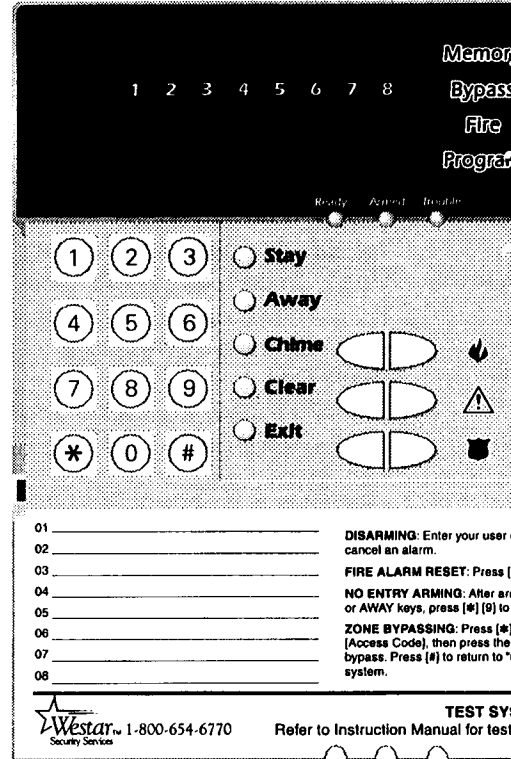 Memory
1 2 3 4 5 6 7 8 Bypass
Fire
Program
Ready Armed Trouble
1 2 3 Stay
Away
4 5 6
Chime
7 8 9 Clear
Exit
* 0 #
01
02
03
04
05
06
07
08
DISARMING: Enter your user
cancel an alarm.
FIRE ALARM RESET: Press [
NO ENTRY ARMING: After
or AWAY keys, press [*] [9] to
ZONE BYPASSING: Press [*]
[Access Code], then press the
bypass. Press [#] to return to
system.
Westar™ 1-800-654-6770
Security Services
TEST
Refer to Instruction Manual for test